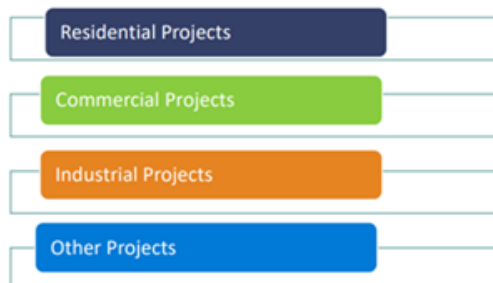 Residential Projects
Commercial Projects
Industrial Projects
Other Projects